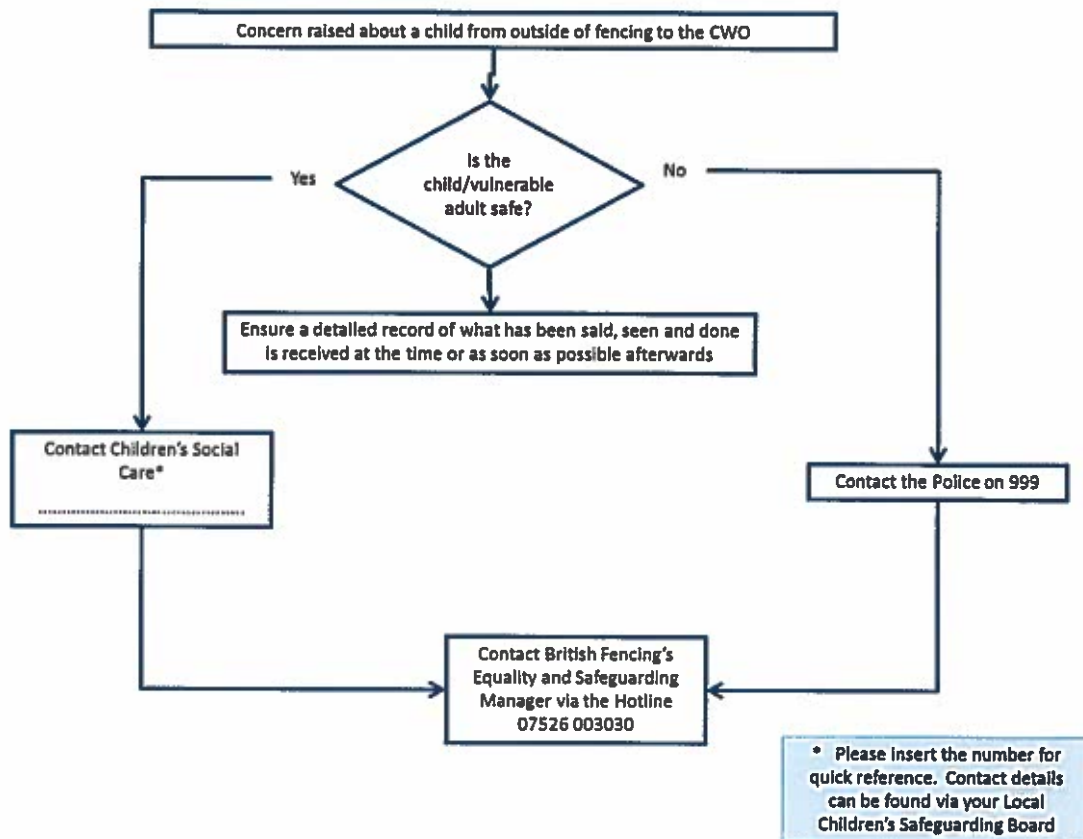 Concern raised about a child from outside of fencing to the CWO
Is the
child/vulnerable
adult safe?
Yes
No
Ensure a detailed record of what has been said, seen and done
is received at the time or as soon as possible afterwards
Contact Children's Social
Care*
..................................................
Contact the Police on 999
Contact British Fencing's
Equality and Safeguarding
Manager via the Hotline
07526 003030
* Please insert the number for
quick reference. Contact details
can be found via your Local
Children's Safeguarding Board